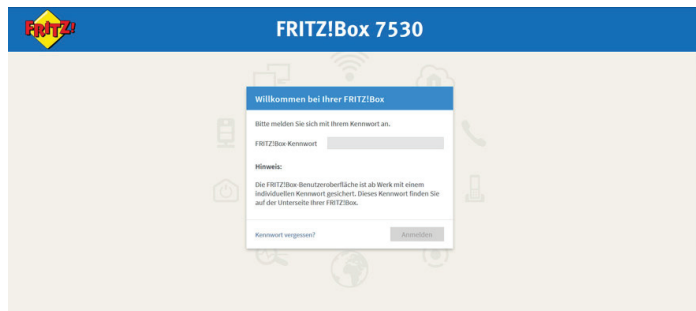 FRITZ!
FRITZ!Box 7530
Willkommen bei Ihrer FRITZ!Box
Bitte melden Sie sich mit Ihrem Kennwort an.
FRITZ!Box-Kennwort
Hinweis:
Die FRITZ!Box-Benutzeroberfläche ist ab Werk mit einem
individuellen Kennwort gesichert. Dieses Kennwort finden Sie
auf der Unterseite Ihrer FRITZ!Box.
Kennwort vergessen?
Anmelden